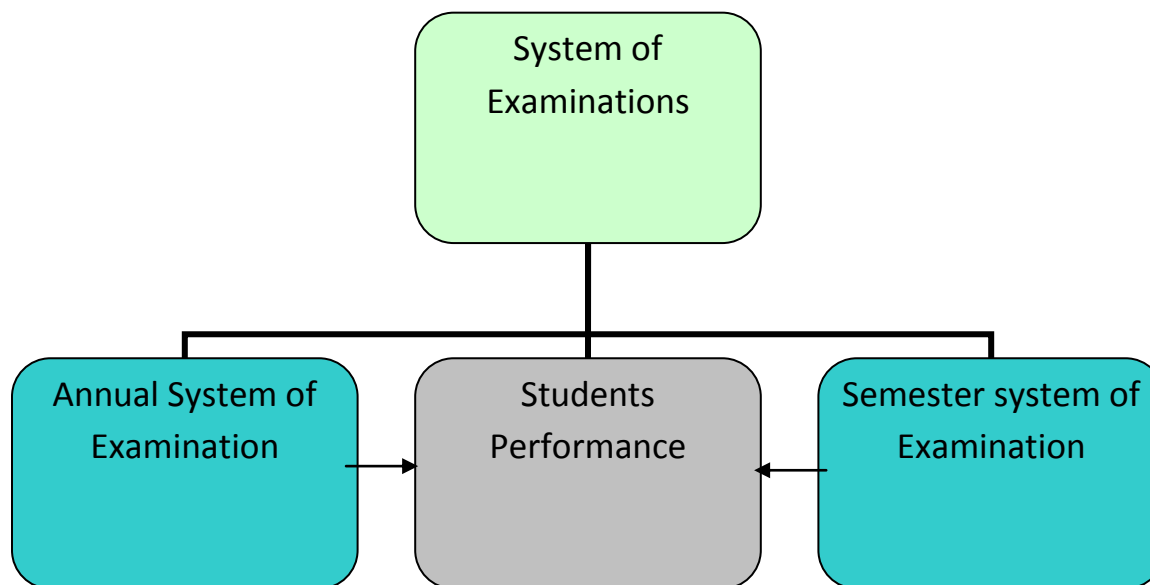 System of
Examinations
Annual System of
Examination
Students
Performance
Semester system of
Examination